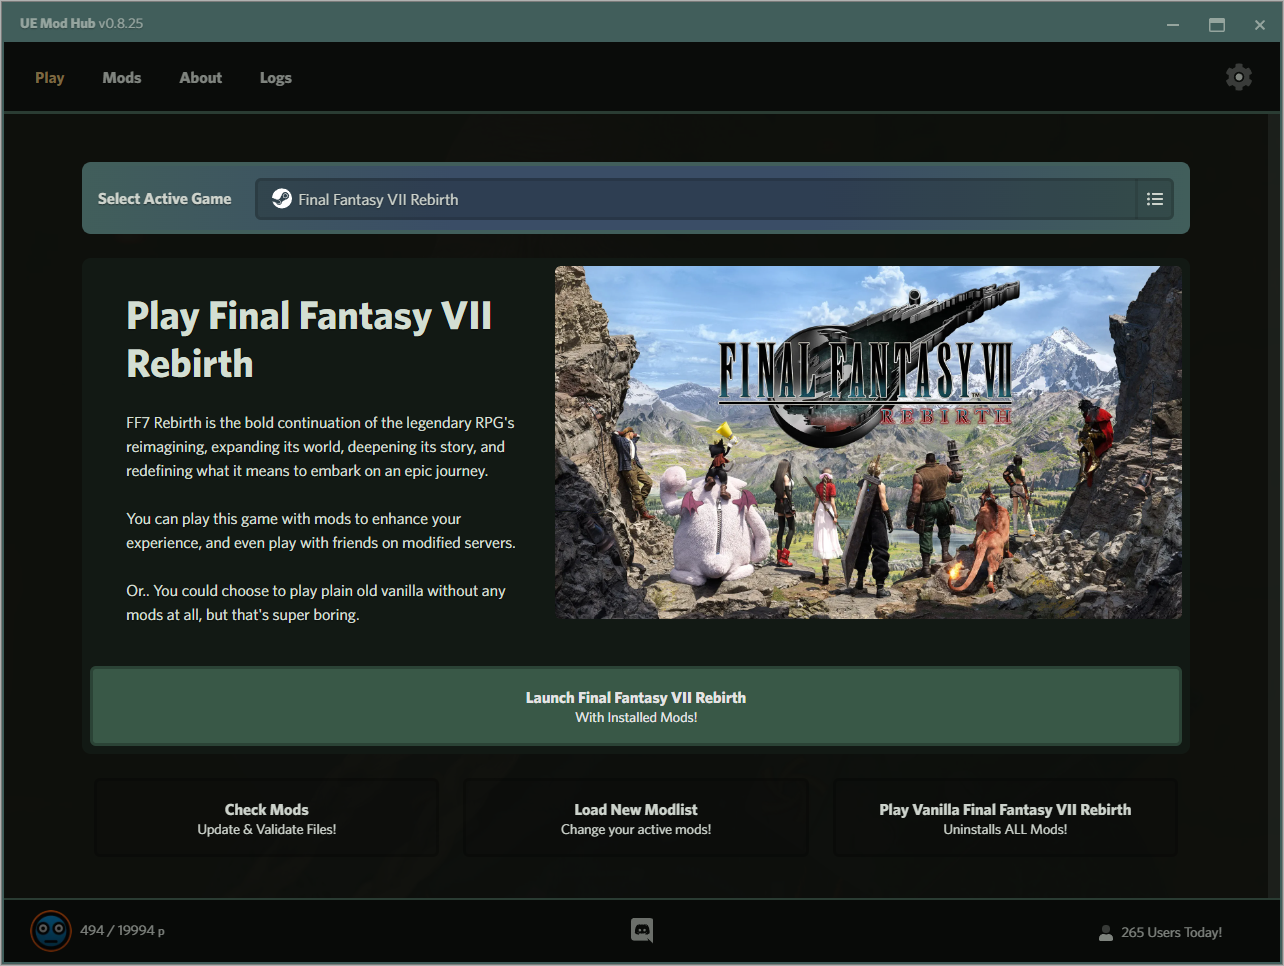 UE Mod Hub v0.8.25
Play
Mods
About
Logs
Select Active Game
Final Fantasy VII Rebirth
Play Final Fantasy VII
Rebirth
FF7 Rebirth is the bold continuation of the legendary RPG's
reimagining, expanding its world, deepening its story, and
redefining what it means to embark on an epic journey.
You can play this game with mods to enhance your
experience, and even play with friends on modified servers.
Or.. You could choose to play plain old vanilla without any
mods at all, but that's super boring.
FINAL FANTASY VII
REBIRTH
Launch Final Fantasy VII Rebirth
With Installed Mods!
Check Mods
Update & Validate Files!
Load New Modlist
Change your active mods!
Play Vanilla Final Fantasy VII Rebirth
Uninstalls ALL Mods!
494 / 19994 p
265 Users Today!